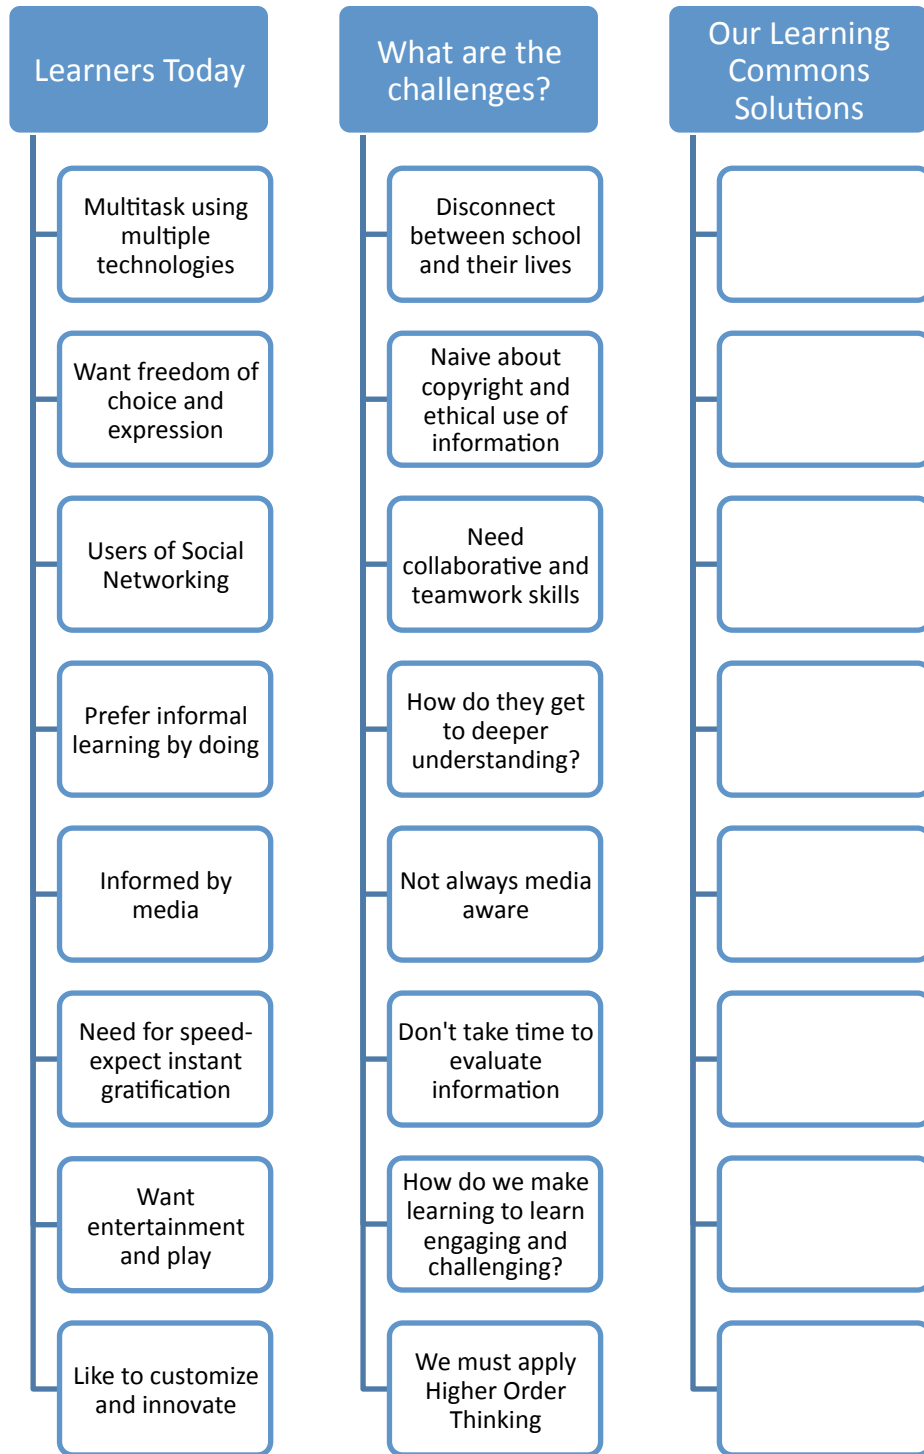 Learners Today
Multitask using
multiple
technologies
Want freedom of
choice and
expression
Users of Social
Networking
Prefer informal
learning by doing
Informed by
media
Need for speed-
expect instant
gratification
Want
entertainment
and play
Like to customize
and innovate
What are the
challenges?
Disconnect
between school
and their lives
Naive about
copyright and
ethical use of
information
Need
collaborative and
teamwork skills
How do they get
to deeper
understanding?
Not always media
aware
Don't take time to
evaluate
information
How do we make
learning to learn
engaging and
challenging?
We must apply
Higher Order
Thinking
Our Learning
Commons
Solutions